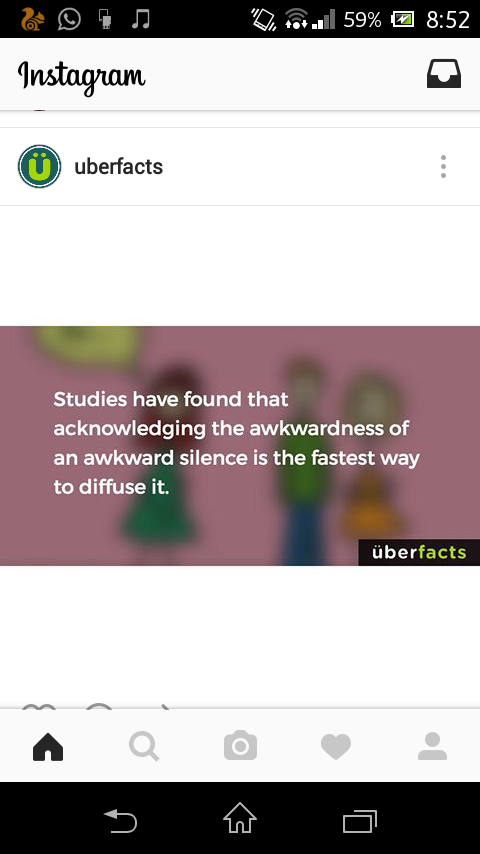 59% 8:52
Instagram
Ü uberfacts
Studies have found that
acknowledging the awkwardness of
an awkward silence is the fastest way
to diffuse it.
überfacts